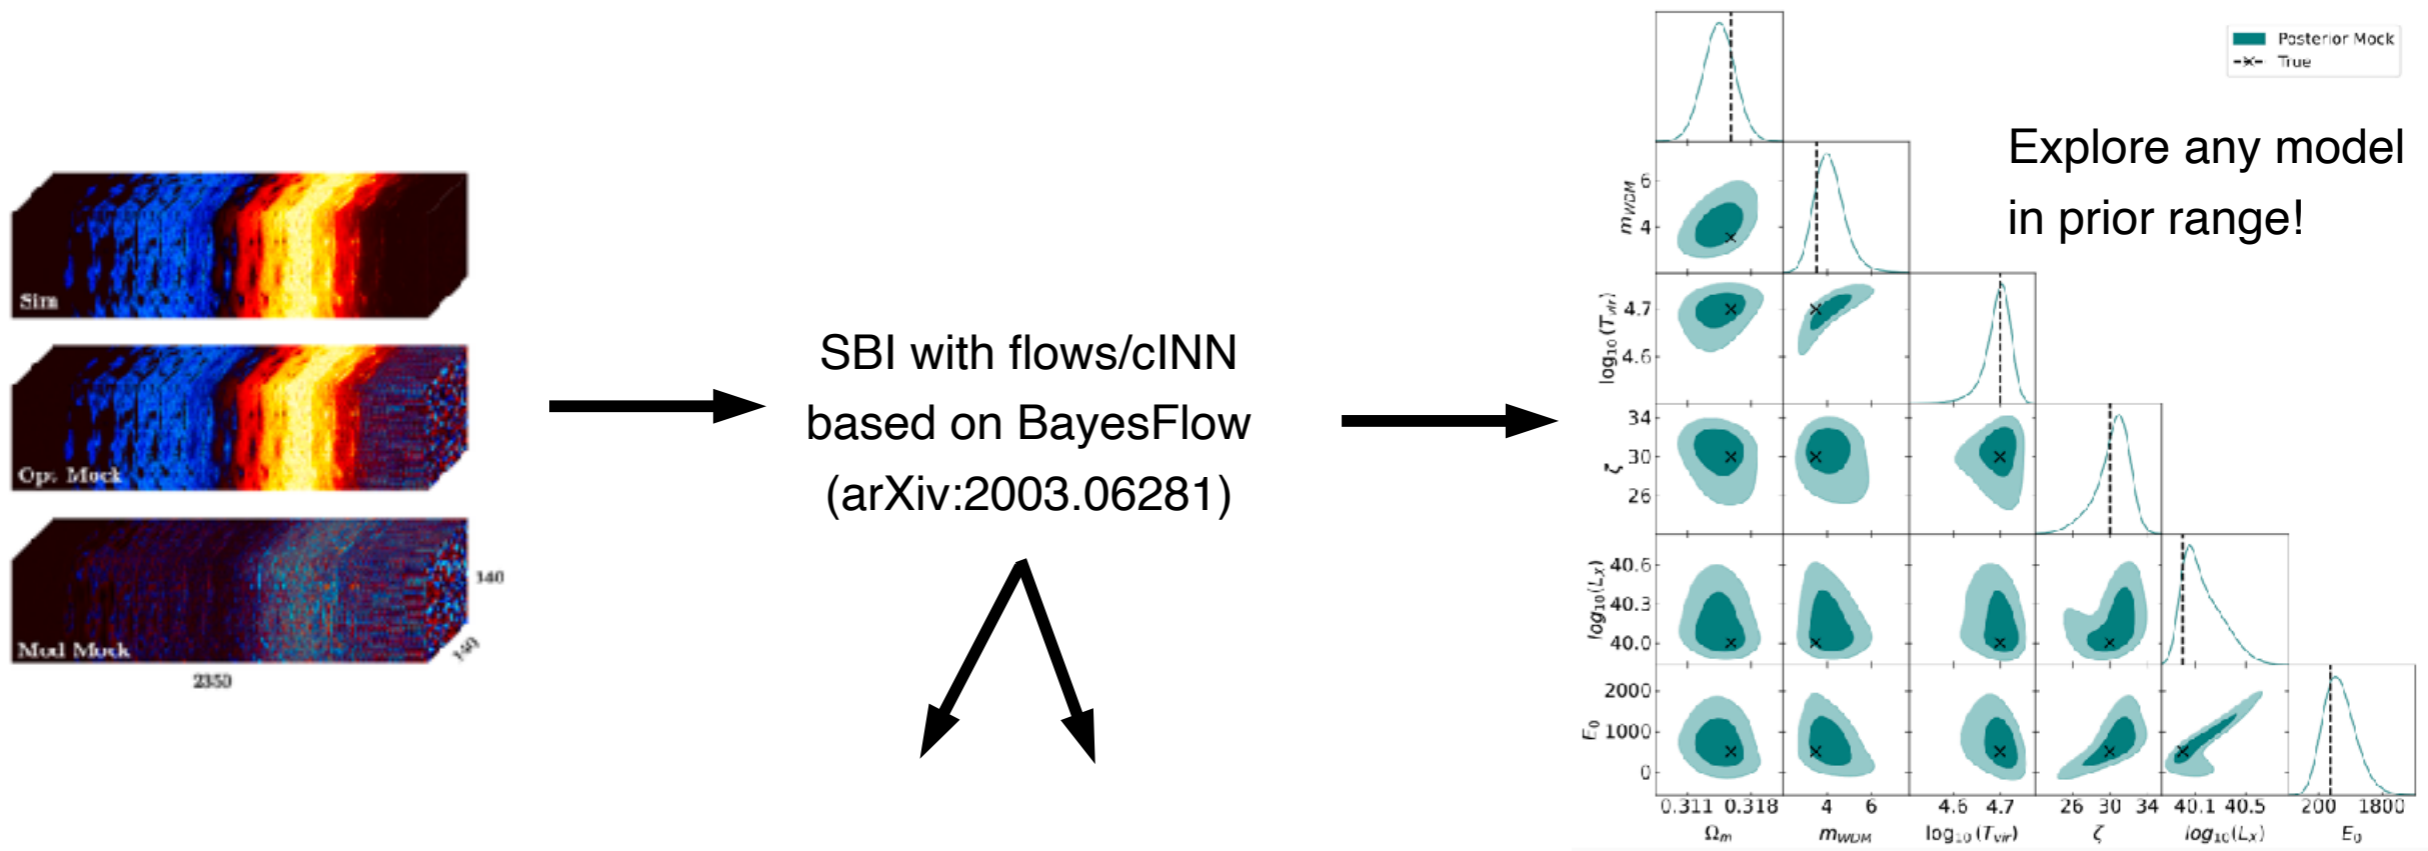 Sim
Opt. Mock
Mod Mock
140
140
2350
SBI with flows/cINN
based on BayesFlow
(arXiv:2003.06281)
Posterior Mock
True
Explore any model
in prior range!
m_WDM
6
4
log₁₀(T_vir)
4.7
4.6
ζ
34
30
26
log₁₀(L_X)
40.6
40.3
40.0
E₀
2000
1000
0
0.311 0.318 4 6 4.6 4.7 26 30 34 40.1 40.5 200 1800
Ω_m m_WDM log₁₀(T_vir) ζ log₁₀(L_X) E₀